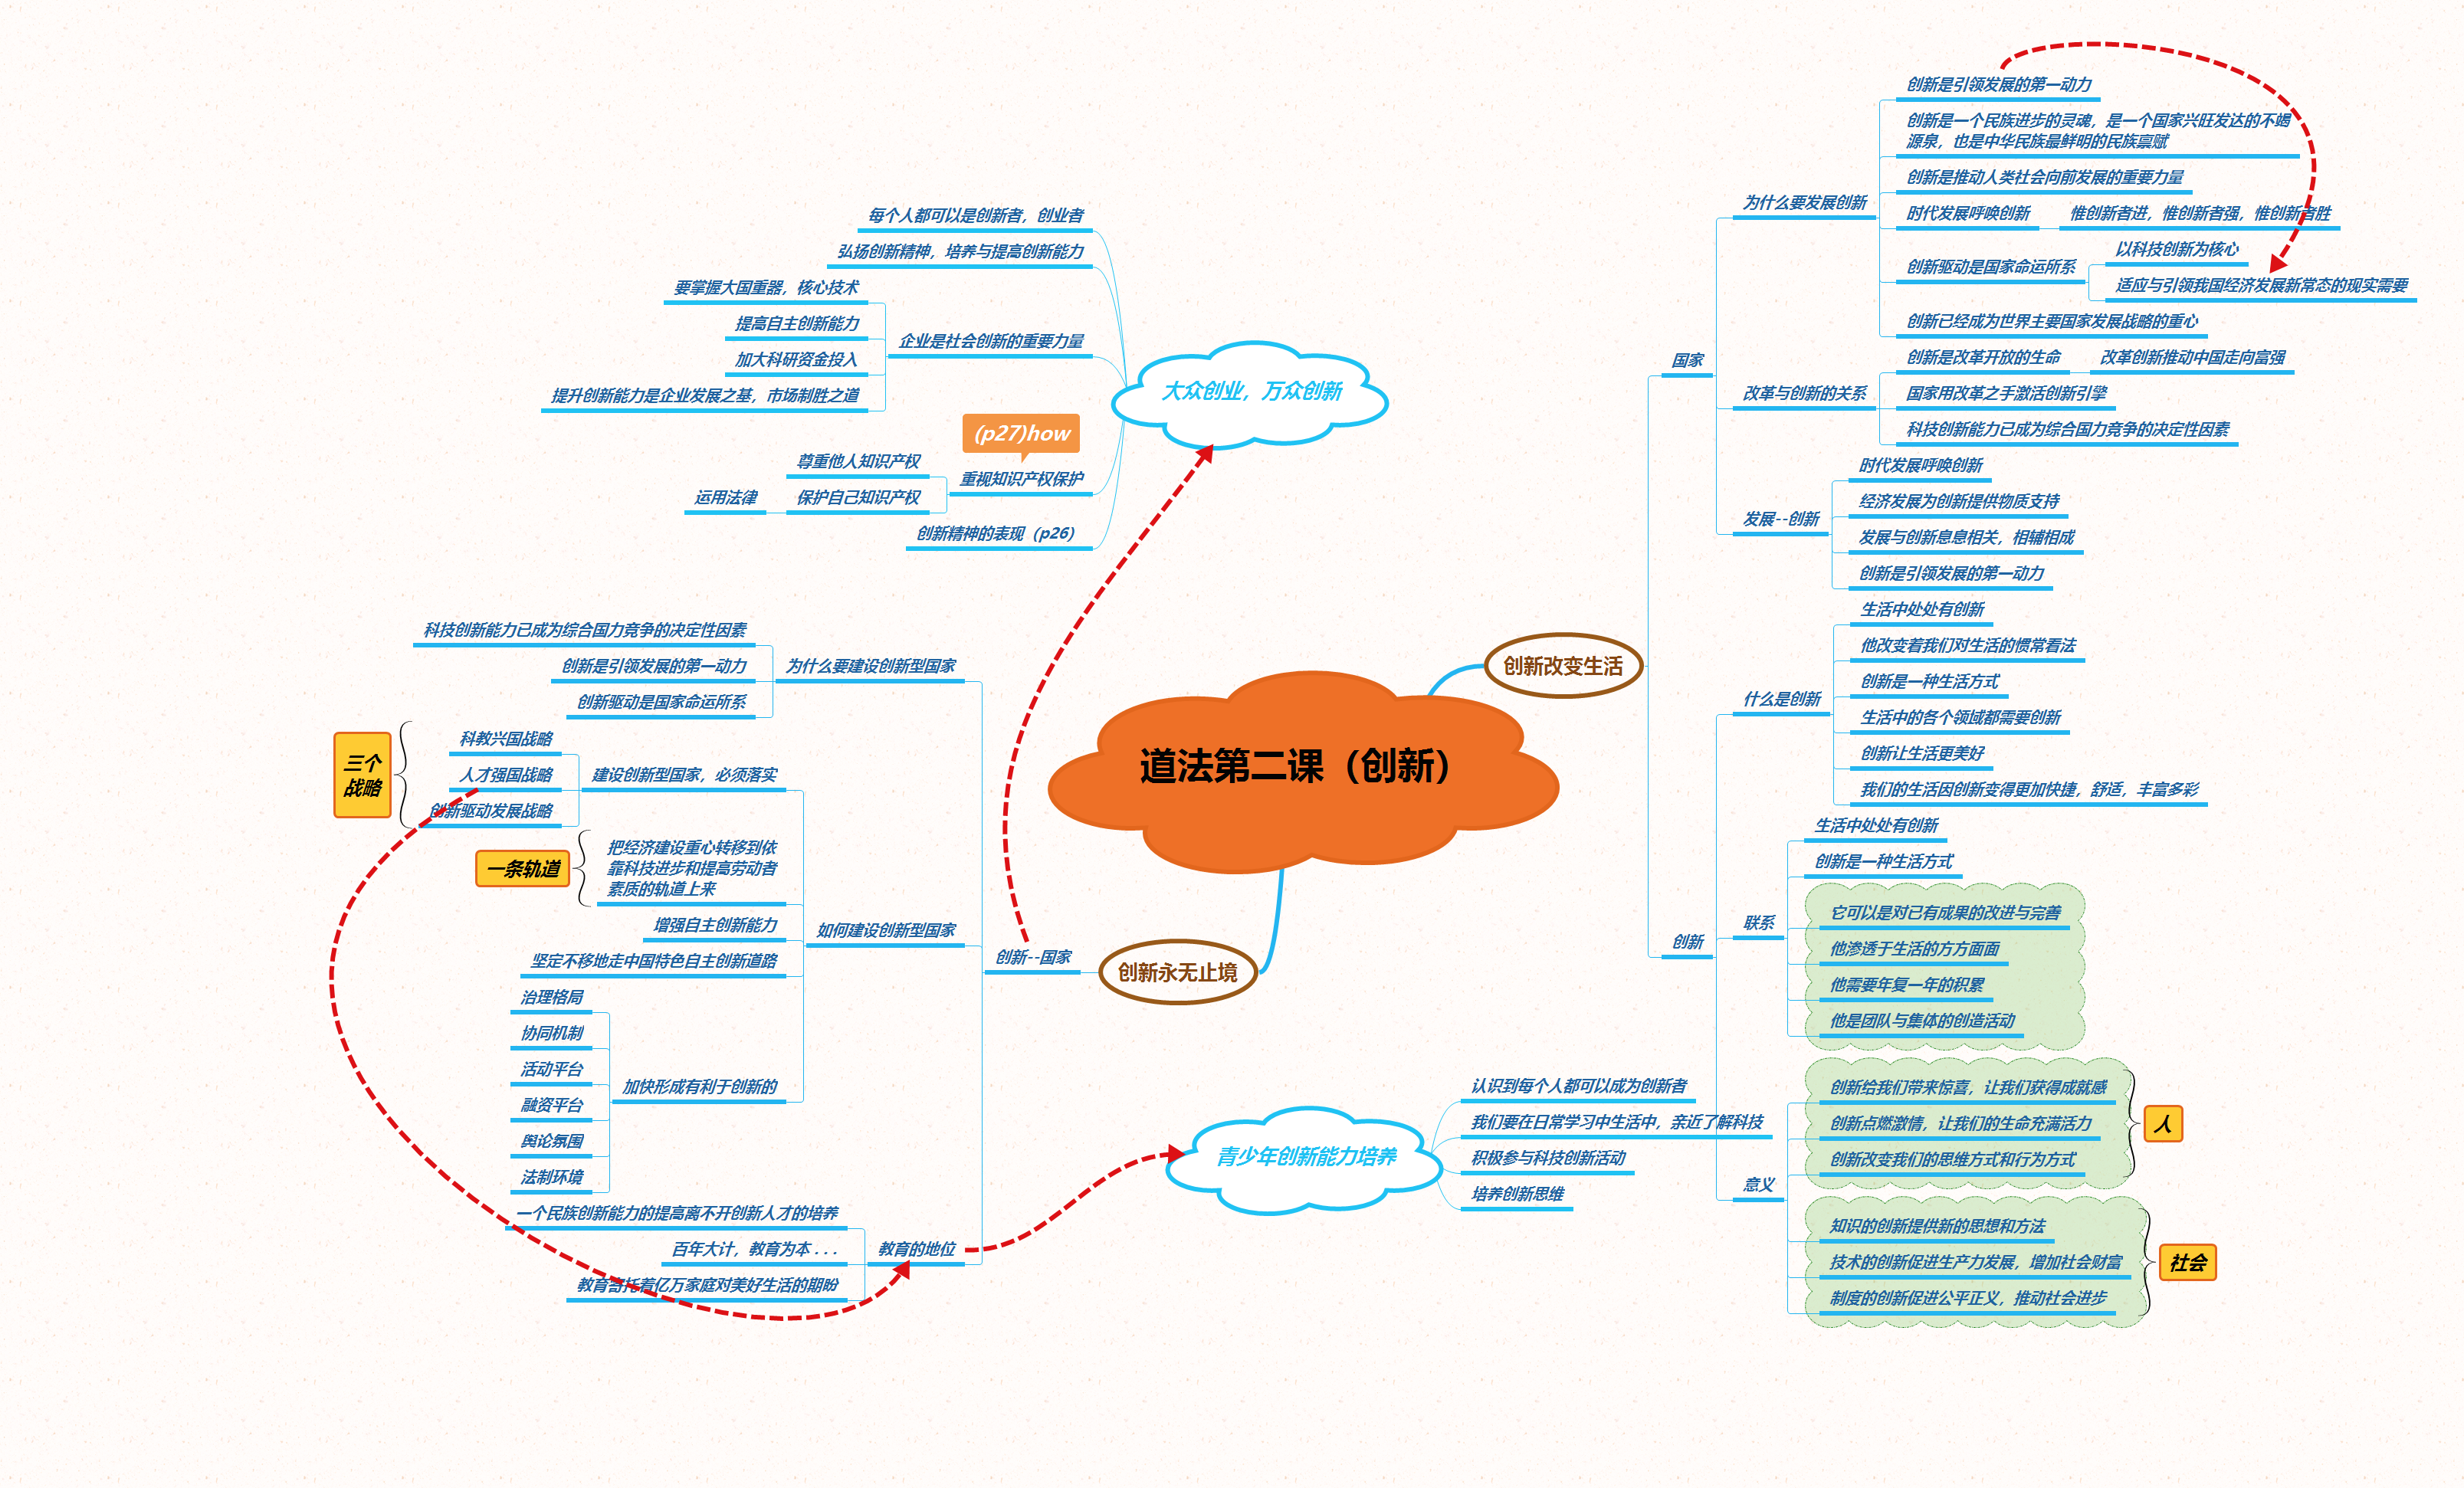 道法第二课（创新）
创新改变生活
国家
为什么要发展创新
创新是引领发展的第一动力
创新是一个民族进步的灵魂，是一个国家兴旺发达的不竭
源泉，也是中华民族最鲜明的民族禀赋
创新是推动人类社会向前发展的重要力量
时代发展呼唤创新
惟创新者进，惟创新者强，惟创新者胜
创新驱动是国家命运所系
以科技创新为核心
适应与引领我国经济发展新常态的现实需要
创新已经成为世界主要国家发展战略的重心
改革与创新的关系
创新是改革开放的生命
改革创新推动中国走向富强
国家用改革之手激活创新引擎
科技创新能力已成为综合国力竞争的决定性因素
发展--创新
时代发展呼唤创新
经济发展为创新提供物质支持
发展与创新息息相关，相辅相成
创新是引领发展的第一动力
创新
什么是创新
生活中处处有创新
他改变着我们对生活的惯常看法
创新是一种生活方式
生活中的各个领域都需要创新
创新让生活更美好
我们的生活因创新变得更加快捷，舒适，丰富多彩
联系
生活中处处有创新
创新是一种生活方式
它可以是对已有成果的改进与完善
他渗透于生活的方方面面
他需要年复一年的积累
他是团队与集体的创造活动
意义
创新给我们带来惊喜，让我们获得成就感
创新点燃激情，让我们的生命充满活力
创新改变我们的思维方式和行为方式
人
知识的创新提供新的思想和方法
技术的创新促进生产力发展，增加社会财富
制度的创新促进公平正义，推动社会进步
社会
创新永无止境
创新--国家
为什么要建设创新型国家
科技创新能力已成为综合国力竞争的决定性因素
创新是引领发展的第一动力
创新驱动是国家命运所系
如何建设创新型国家
建设创新型国家，必须落实
科教兴国战略
人才强国战略
创新驱动发展战略
三个
战略
把经济建设重心转移到依
靠科技进步和提高劳动者
素质的轨道上来
一条轨道
增强自主创新能力
坚定不移地走中国特色自主创新道路
加快形成有利于创新的
治理格局
协同机制
活动平台
融资平台
舆论氛围
法制环境
教育的地位
一个民族创新能力的提高离不开创新人才的培养
百年大计，教育为本...
教育寄托着亿万家庭对美好生活的期盼
大众创业，万众创新
每个人都可以是创新者，创业者
弘扬创新精神，培养与提高创新能力
企业是社会创新的重要力量
要掌握大国重器，核心技术
提高自主创新能力
加大科研资金投入
提升创新能力是企业发展之基，市场制胜之道
(p27)how
重视知识产权保护
尊重他人知识产权
保护自己知识产权
运用法律
创新精神的表现（p26）
青少年创新能力培养
认识到每个人都可以成为创新者
我们要在日常学习中生活中，亲近了解科技
积极参与科技创新活动
培养创新思维